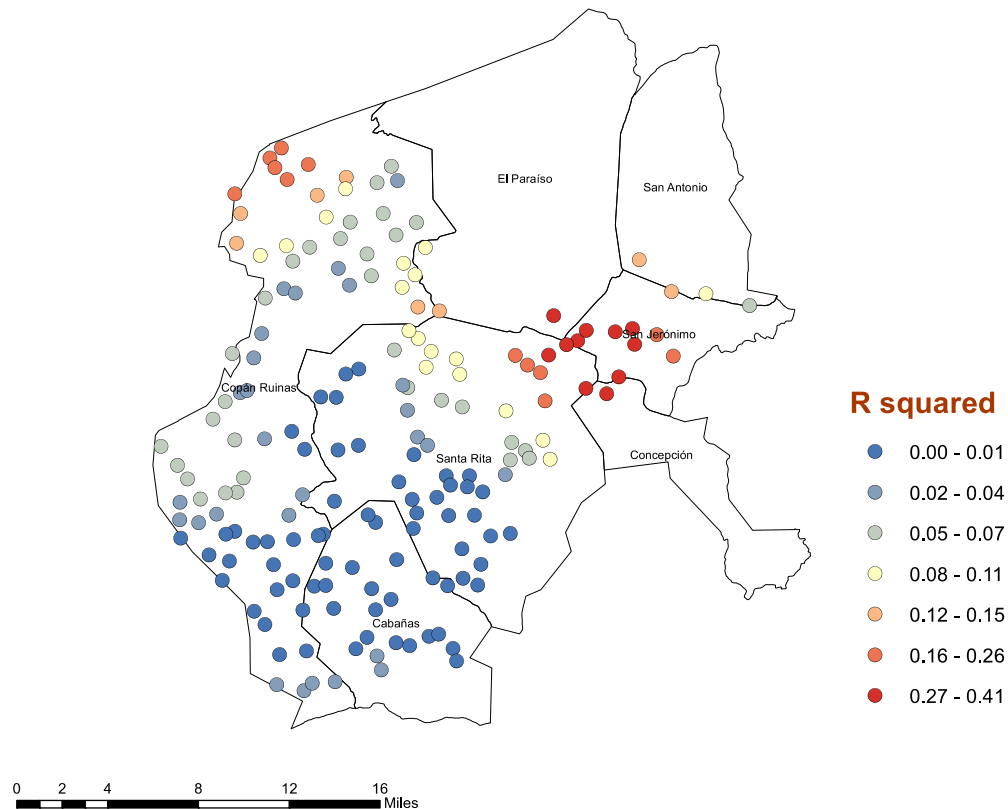 El Paraíso
San Antonio
San Jerónimo
Copán Ruinas
Santa Rita
Concepción
Cabañas
R squared
0.00 - 0.01
0.02 - 0.04
0.05 - 0.07
0.08 - 0.11
0.12 - 0.15
0.16 - 0.26
0.27 - 0.41
0 2 4 8 12 16
Miles